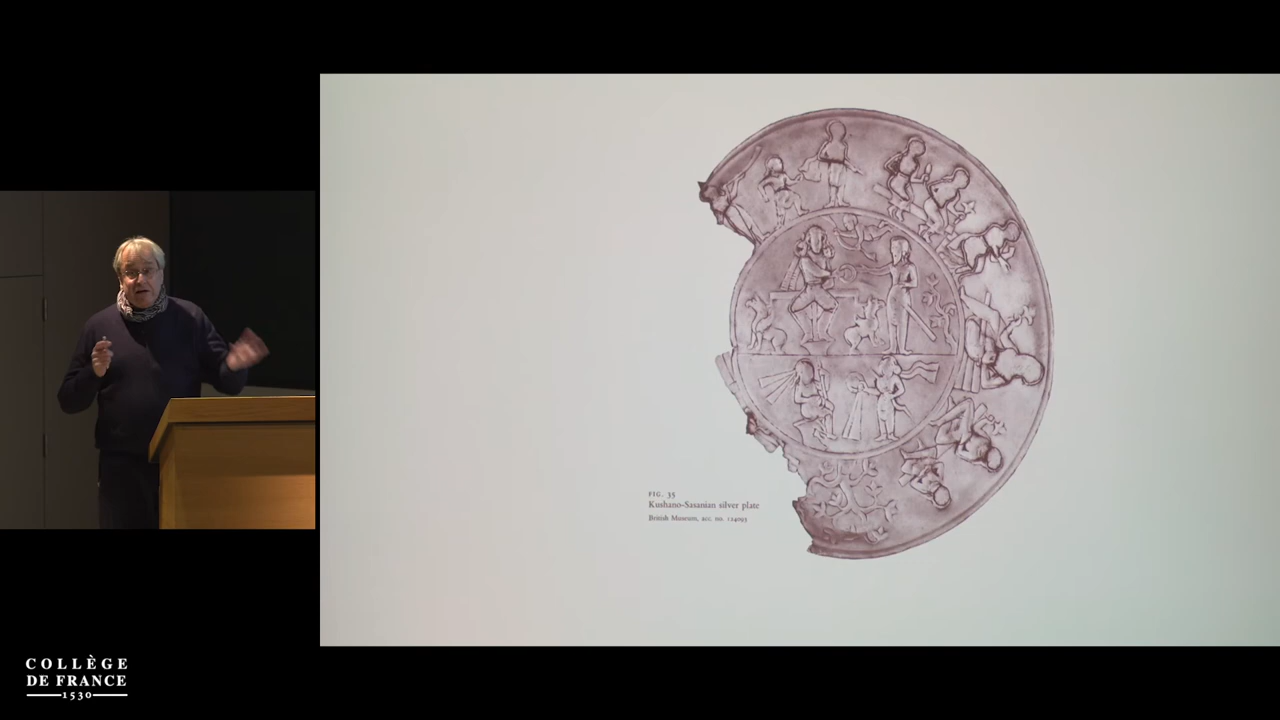 FIG. 35
Kushano-Sasanian silver plate
British Museum, acc. no. 124093
COLLÈGE
DE FRANCE
1530